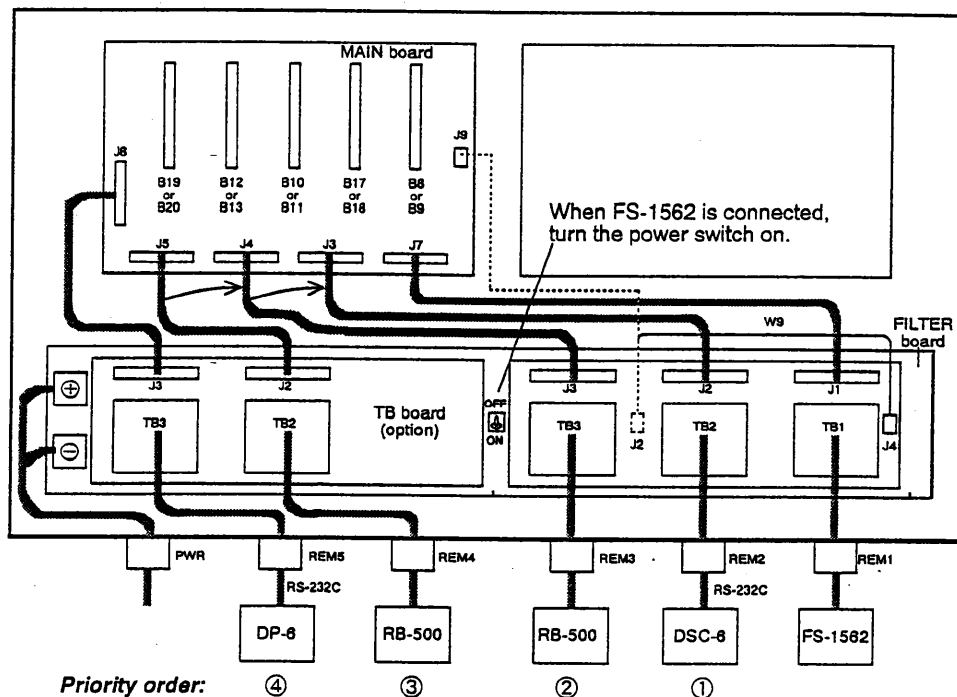 MAIN board
J8
J9
B19
or
B20
B12
or
B13
B10
or
B11
B17
or
B18
B8
or
B9
When FS-1562 is connected,
turn the power switch on.
J5
J4
J3
J7
W9
FILTER
board
J3
J2
J3
J2
J1
⊕
OFF
TB board
(option)
TB3
TB2
TB3
TB2
TB1
J2
J4
ON
⊖
PWR
REM5
REM4
REM3
REM2
REM1
RS-232C
RS-232C
DP-6
RB-500
RB-500
DSC-6
FS-1562
Priority order:
④
③
②
①